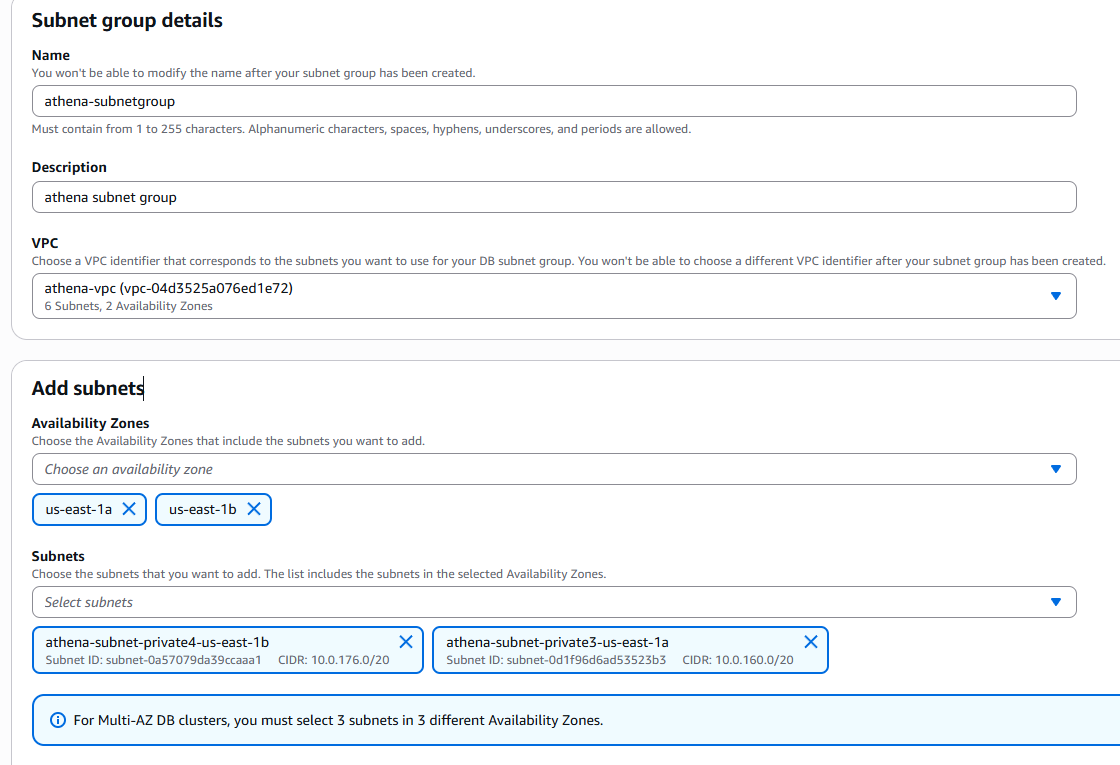 Subnet group details
Name
You won't be able to modify the name after your subnet group has been created.
athena-subnetgroup
Must contain from 1 to 255 characters. Alphanumeric characters, spaces, hyphens, underscores, and periods are allowed.
Description
athena subnet group
VPC
Choose a VPC identifier that corresponds to the subnets you want to use for your DB subnet group. You won't be able to choose a different VPC identifier after your subnet group has been created.
athena-vpc (vpc-04d3525a076ed1e72)
6 Subnets, 2 Availability Zones
Add subnets
Availability Zones
Choose the Availability Zones that include the subnets you want to add.
Choose an availability zone
us-east-1a us-east-1b
Subnets
Choose the subnets that you want to add. The list includes the subnets in the selected Availability Zones.
Select subnets
athena-subnet-private4-us-east-1b
Subnet ID: subnet-0a57079da39ccaaa1 CIDR: 10.0.176.0/20
athena-subnet-private3-us-east-1a
Subnet ID: subnet-0d1f96d6ad53523b3 CIDR: 10.0.160.0/20
For Multi-AZ DB clusters, you must select 3 subnets in 3 different Availability Zones.